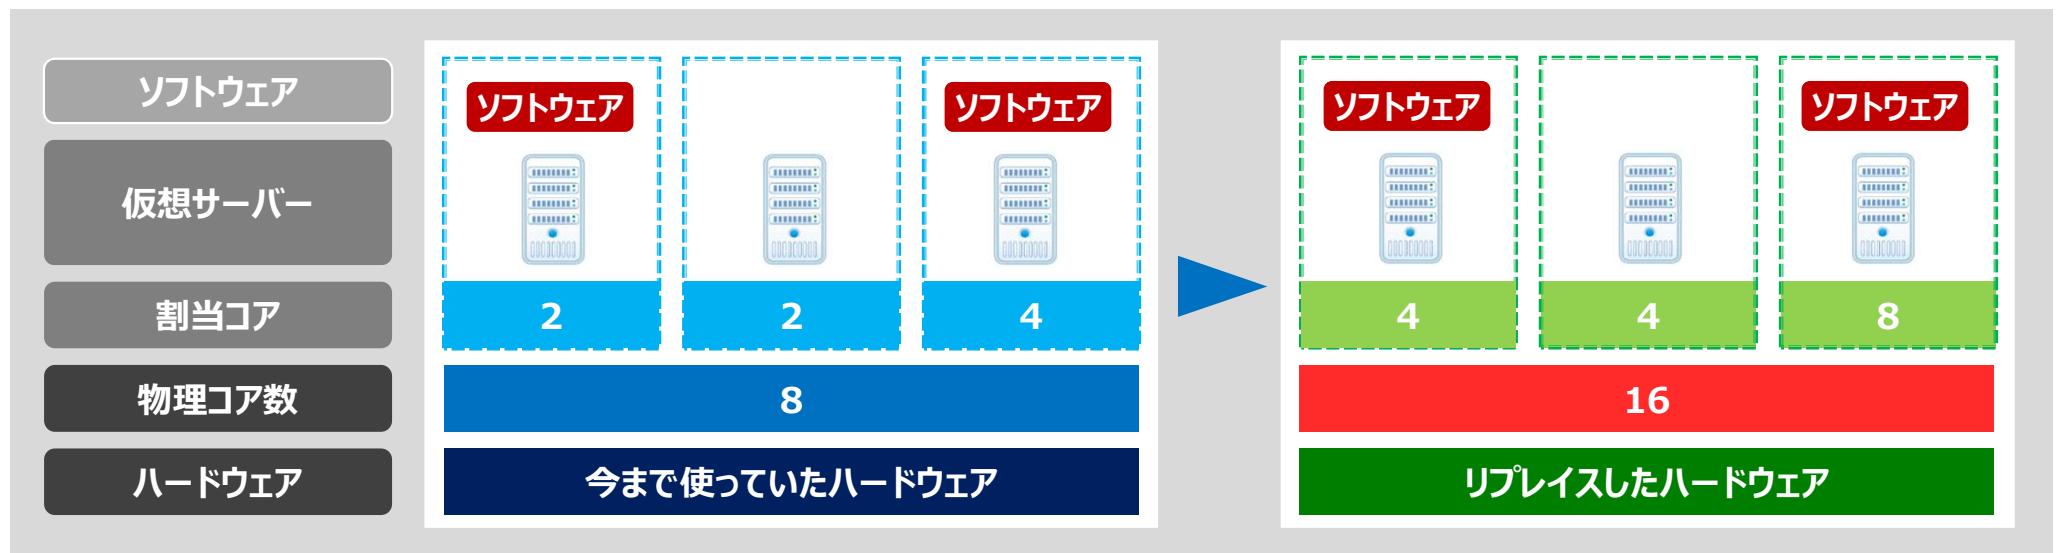 ソフトウェア
仮想サーバー
割当コア
物理コア数
ハードウェア
ソフトウェア
ソフトウェア
2
2
4
8
今まで使っていたハードウェア
ソフトウェア
ソフトウェア
4
4
8
16
リプレイスしたハードウェア